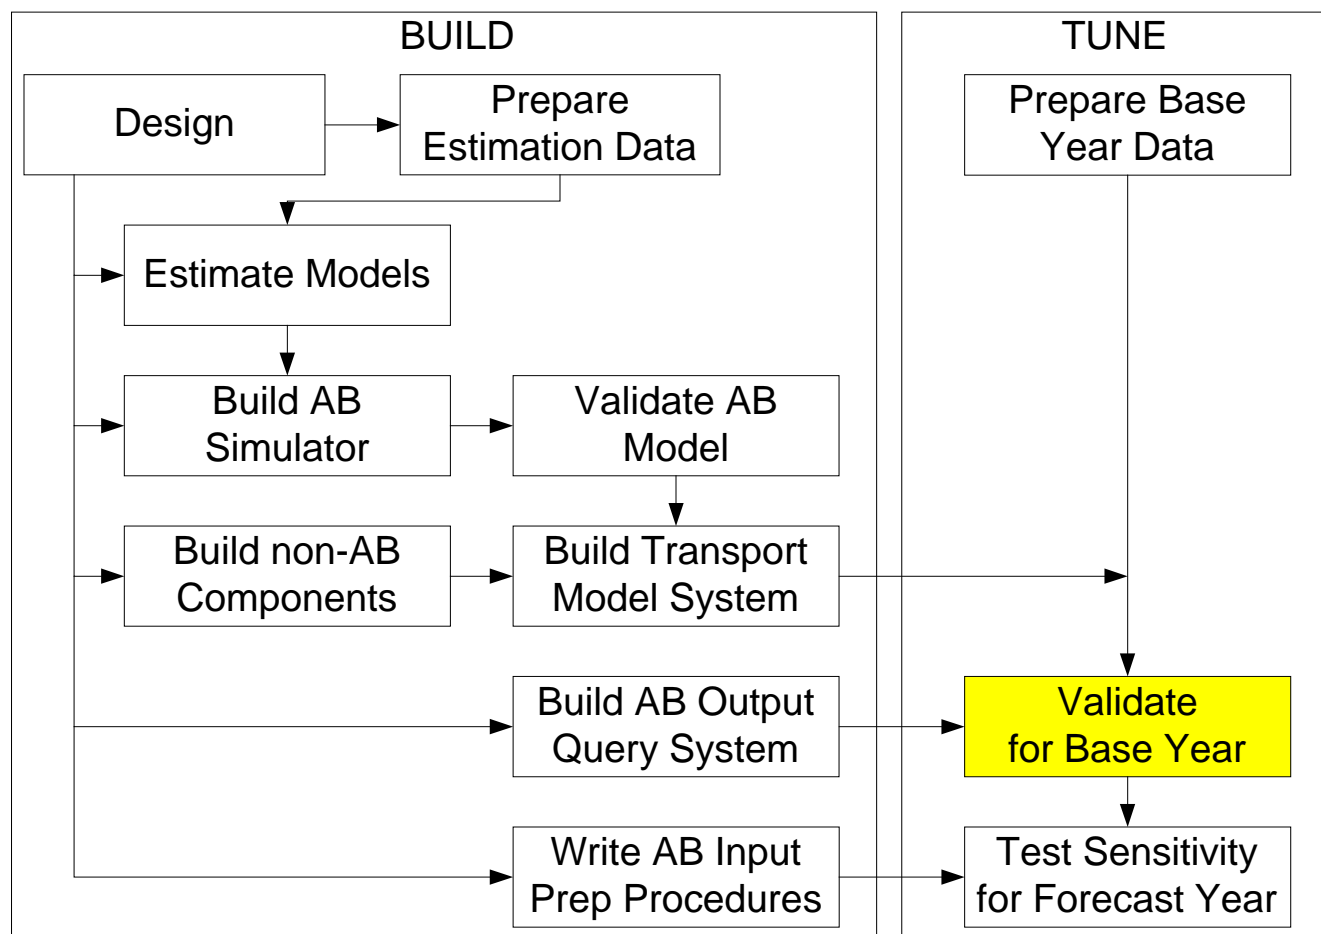 BUILD
TUNE
Design
Prepare
Estimation Data
Prepare Base
Year Data
Estimate Models
Build AB
Simulator
Validate AB
Model
Build non-AB
Components
Build Transport
Model System
Build AB Output
Query System
Validate
for Base Year
Write AB Input
Prep Procedures
Test Sensitivity
for Forecast Year